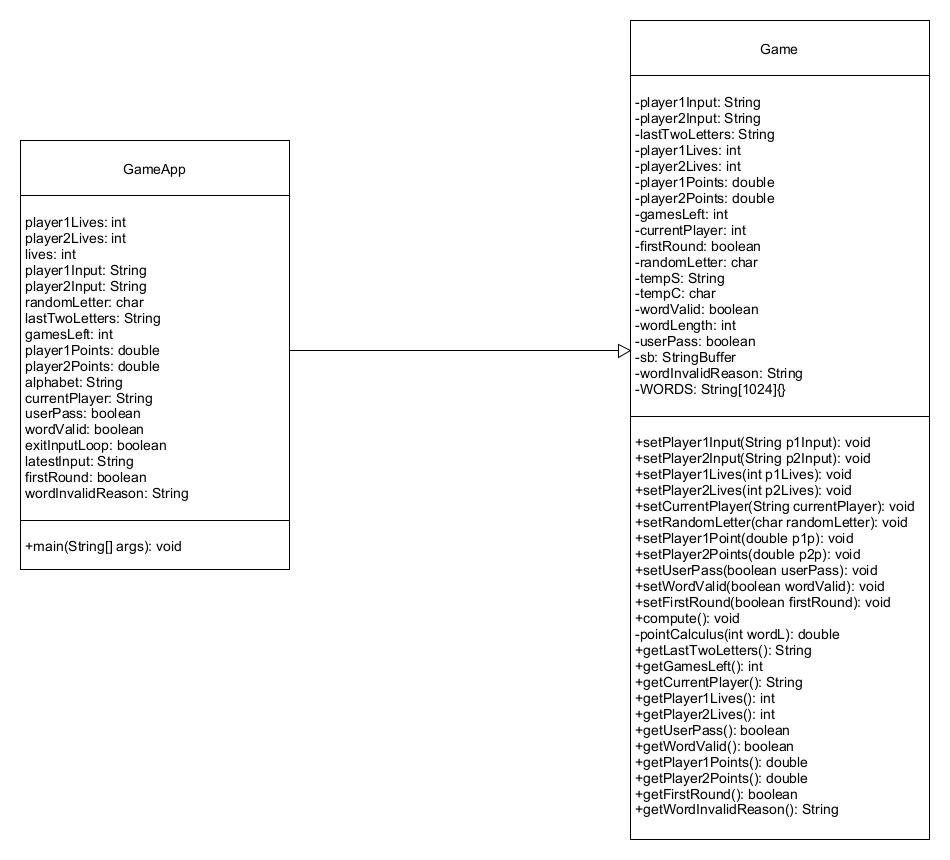 GameApp
player1Lives: int
player2Lives: int
lives: int
player1Input: String
player2Input: String
randomLetter: char
lastTwoLetters: String
gamesLeft: int
player1Points: double
player2Points: double
alphabet: String
currentPlayer: String
userPass: boolean
wordValid: boolean
exitInputLoop: boolean
latestInput: String
firstRound: boolean
wordInvalidReason: String
+main(String[] args): void
Game
-player1Input: String
-player2Input: String
-lastTwoLetters: String
-player1Lives: int
-player2Lives: int
-player1Points: double
-player2Points: double
-gamesLeft: int
-currentPlayer: int
-firstRound: boolean
-randomLetter: char
-tempS: String
-tempC: char
-wordValid: boolean
-wordLength: int
-userPass: boolean
-sb: StringBuffer
-wordInvalidReason: String
-WORDS: String[1024]{}
+setPlayer1Input(String p1Input): void
+setPlayer2Input(String p2Input): void
+setPlayer1Lives(int p1Lives): void
+setPlayer2Lives(int p2Lives): void
+setCurrentPlayer(String currentPlayer): void
+setRandomLetter(char randomLetter): void
+setPlayer1Point(double p1p): void
+setPlayer2Points(double p2p): void
+setUserPass(boolean userPass): void
+setWordValid(boolean wordValid): void
+setFirstRound(boolean firstRound): void
+compute(): void
-pointCalculus(int wordL): double
+getLastTwoLetters(): String
+getGamesLeft(): int
+getCurrentPlayer(): String
+getPlayer1Lives(): int
+getPlayer2Lives(): int
+getUserPass(): boolean
+getWordValid(): boolean
+getPlayer1Points(): double
+getPlayer2Points(): double
+getFirstRound(): boolean
+getWordInvalidReason(): String